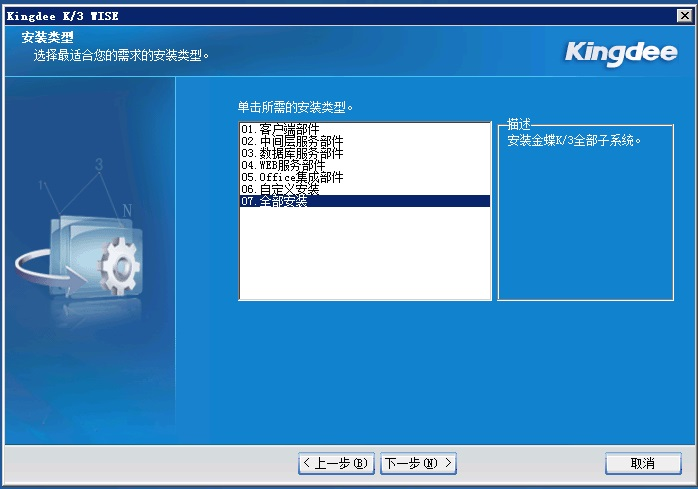 Kingdee K/3 WISE
安装类型
选择最适合您的需求的安装类型。
Kingdee
单击所需的安装类型。
01.客户端部件
02.中间层服务部件
03.数据库服务部件
04.WEB服务部件
05.Office集成部件
06.自定义安装
07.全部安装
描述
安装金蝶K/3全部子系统。
1
3
N
< 上一步(B)
下一步(N) >
取消